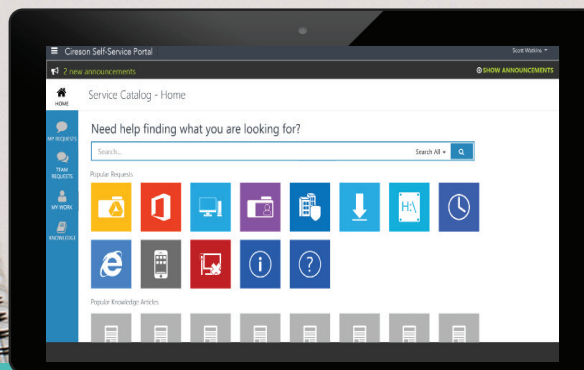 Cireson Self-Service Portal
Scott Watkins
2 new announcements
SHOW ANNOUNCEMENTS
HOME
Service Catalog - Home
MY REQUESTS
TEAM
REQUESTS
MY WORK
KNOWLEDGE
Need help finding what you are looking for?
Search...
Search All
Popular Requests
H:\
Popular Knowledge Articles